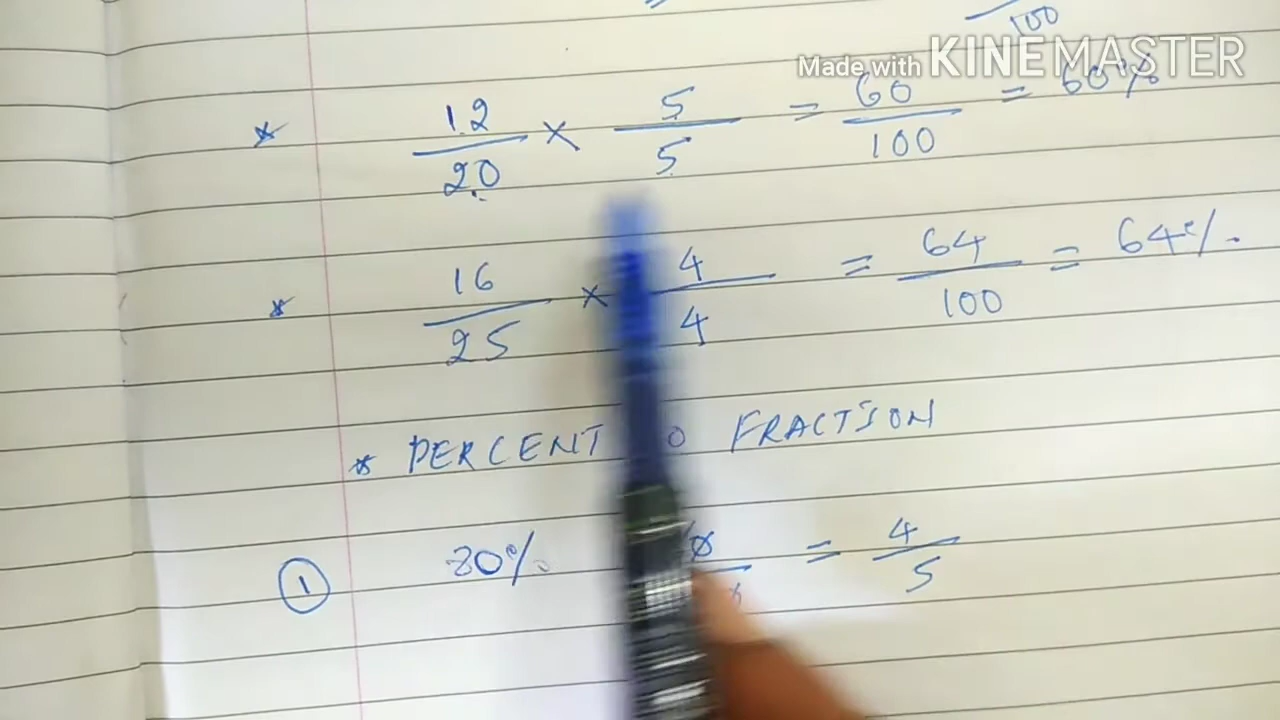 100
Made with KINEMASTER
* 12/20 × 5/5 = 60/100 = 60%
* 16/25 × 4/4 = 64/100 = 64%.
* PERCENT O FRACTION
① 80% = 4/5